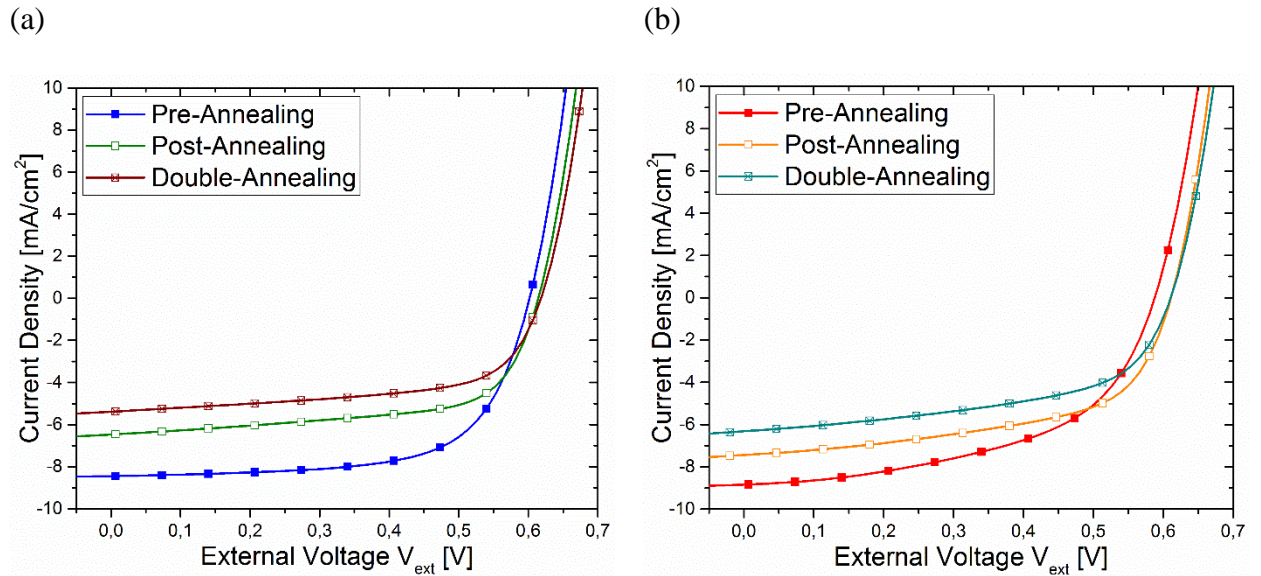 (a)
(b)
Pre-Annealing
Post-Annealing
Double-Annealing
Current Density [mA/cm²]
10
8
6
4
2
0
-2
-4
-6
-8
-10
0,0 0,1 0,2 0,3 0,4 0,5 0,6 0,7
External Voltage V_ext [V]
Pre-Annealing
Post-Annealing
Double-Annealing
Current Density [mA/cm²]
10
8
6
4
2
0
-2
-4
-6
-8
-10
0,0 0,1 0,2 0,3 0,4 0,5 0,6 0,7
External Voltage V_ext [V]